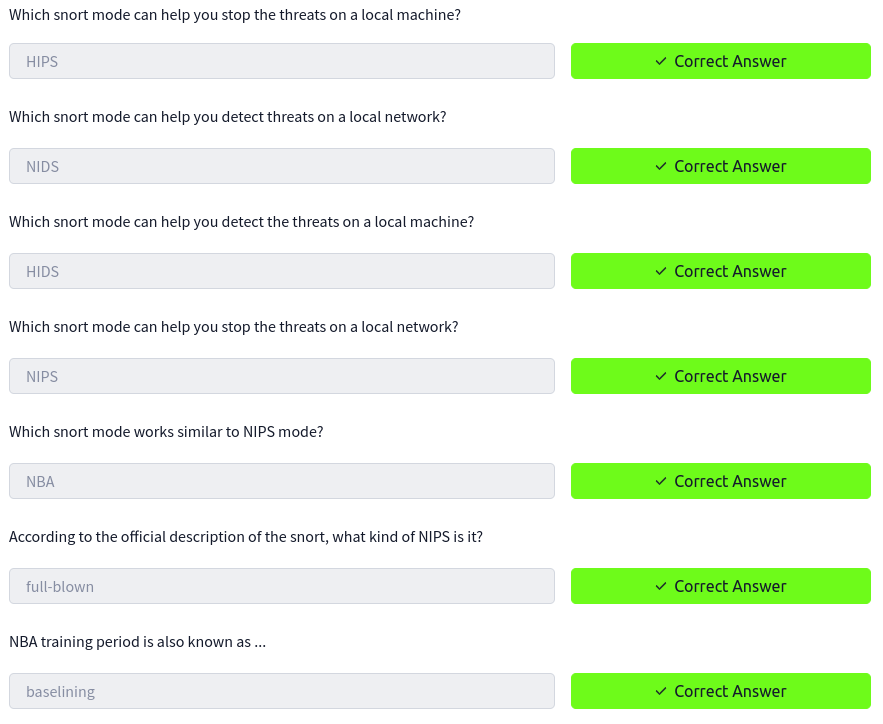 Which snort mode can help you stop the threats on a local machine?
HIPS
✓ Correct Answer
Which snort mode can help you detect threats on a local network?
NIDS
✓ Correct Answer
Which snort mode can help you detect the threats on a local machine?
HIDS
✓ Correct Answer
Which snort mode can help you stop the threats on a local network?
NIPS
✓ Correct Answer
Which snort mode works similar to NIPS mode?
NBA
✓ Correct Answer
According to the official description of the snort, what kind of NIPS is it?
full-blown
✓ Correct Answer
NBA training period is also known as ...
baselining
✓ Correct Answer